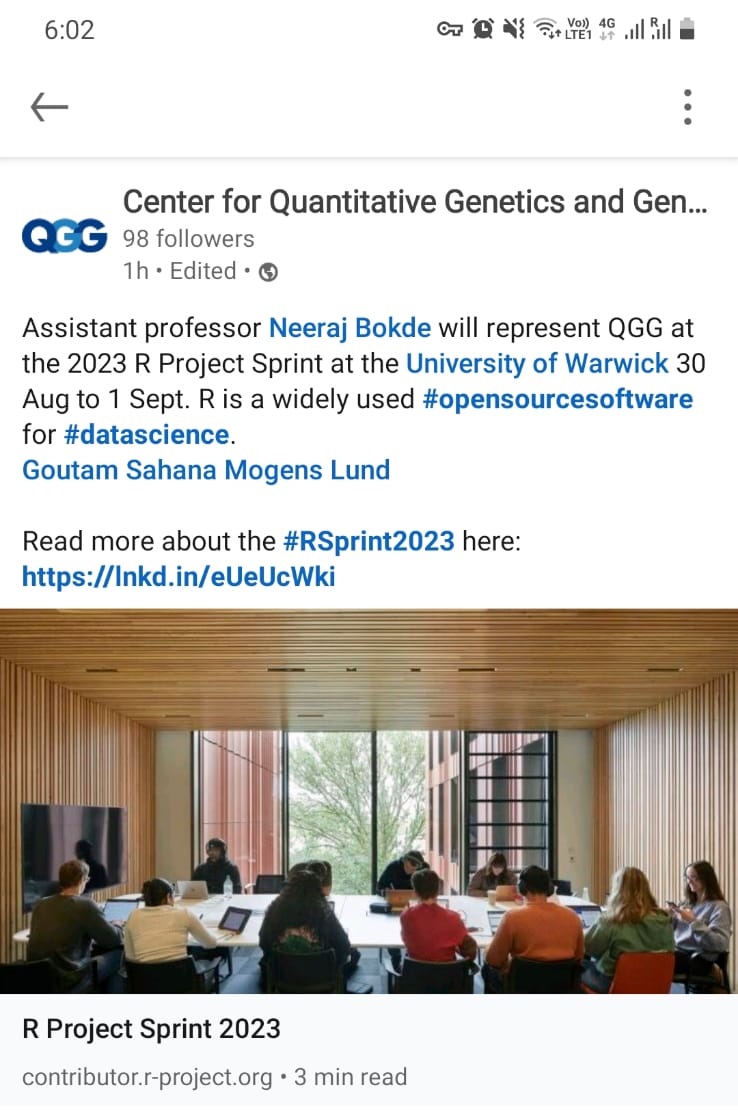 6:02
Vo)) 4G
LTE1
R
Center for Quantitative Genetics and Gen...
QGG
98 followers
1h • Edited •
Assistant professor Neeraj Bokde will represent QGG at
the 2023 R Project Sprint at the University of Warwick 30
Aug to 1 Sept. R is a widely used #opensourcesoftware
for #datascience.
Goutam Sahana Mogens Lund
Read more about the #RSprint2023 here:
https://lnkd.in/eUeUcWki
R Project Sprint 2023
contributor.r-project.org • 3 min read